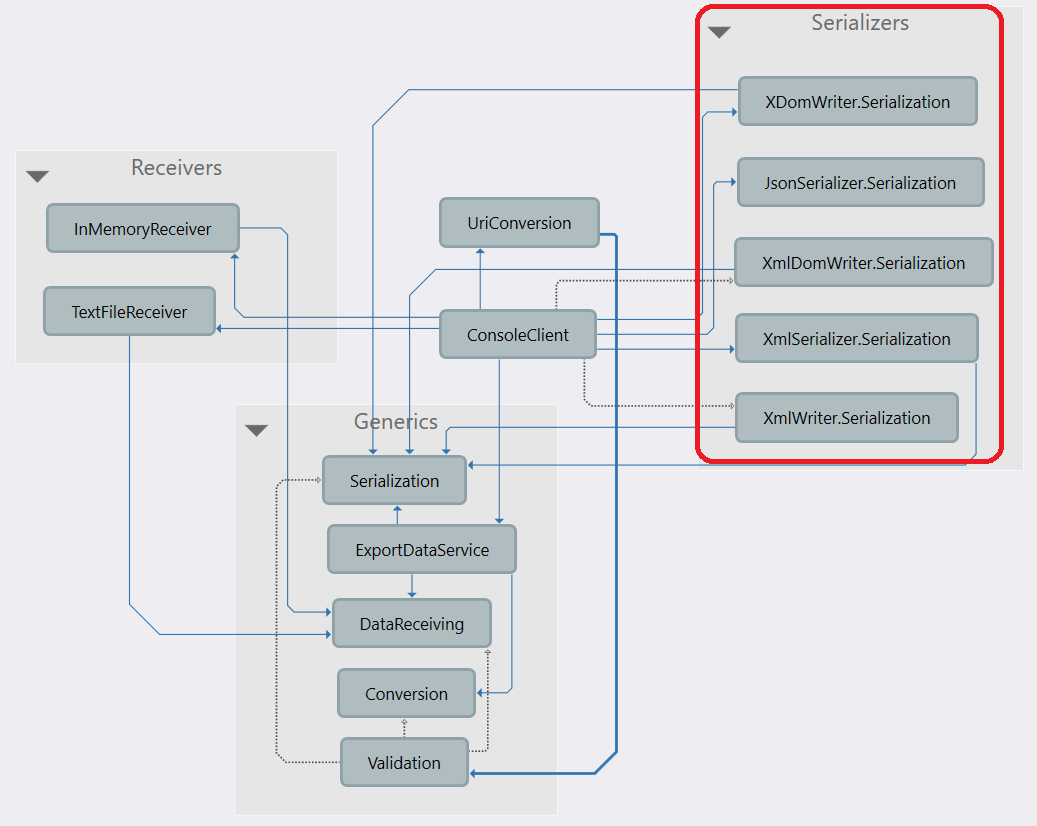 Serializers
XDomWriter.Serialization
JsonSerializer.Serialization
XmlDomWriter.Serialization
XmlSerializer.Serialization
XmlWriter.Serialization
Receivers
InMemoryReceiver
TextFileReceiver
UriConversion
ConsoleClient
Generics
Serialization
ExportDataService
DataReceiving
Conversion
Validation